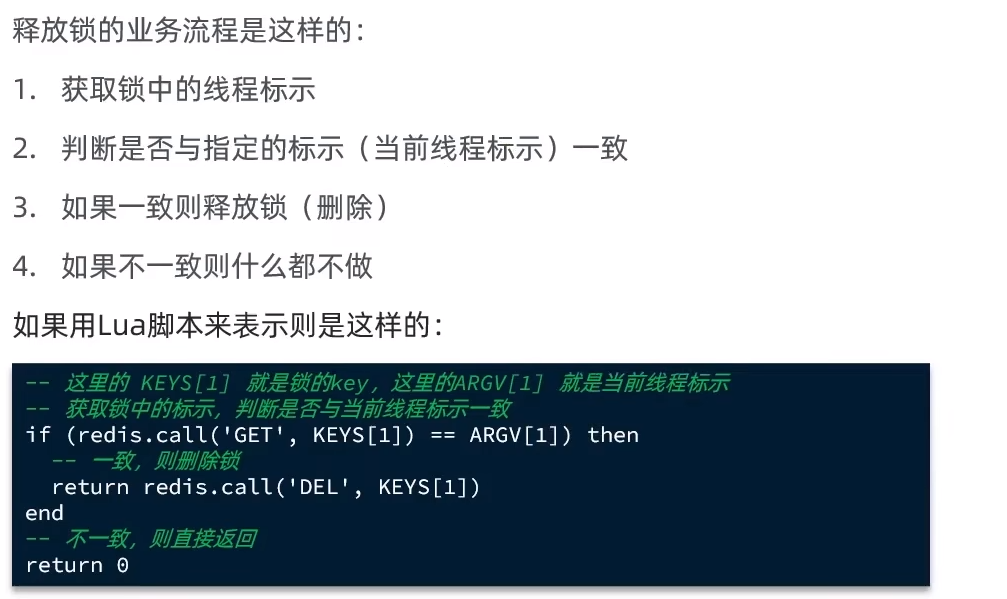 释放锁的业务流程是这样的：
1. 获取锁中的线程标示
2. 判断是否与指定的标示（当前线程标示）一致
3. 如果一致则释放锁（删除）
4. 如果不一致则什么都不做
如果用Lua脚本来表示则是这样的：
-- 这里的 KEYS[1] 就是锁的key，这里的ARGV[1] 就是当前线程标示
-- 获取锁中的标示，判断是否与当前线程标示一致
if (redis.call('GET', KEYS[1]) == ARGV[1]) then
  -- 一致，则删除锁
  return redis.call('DEL', KEYS[1])
end
-- 不一致，则直接返回
return 0